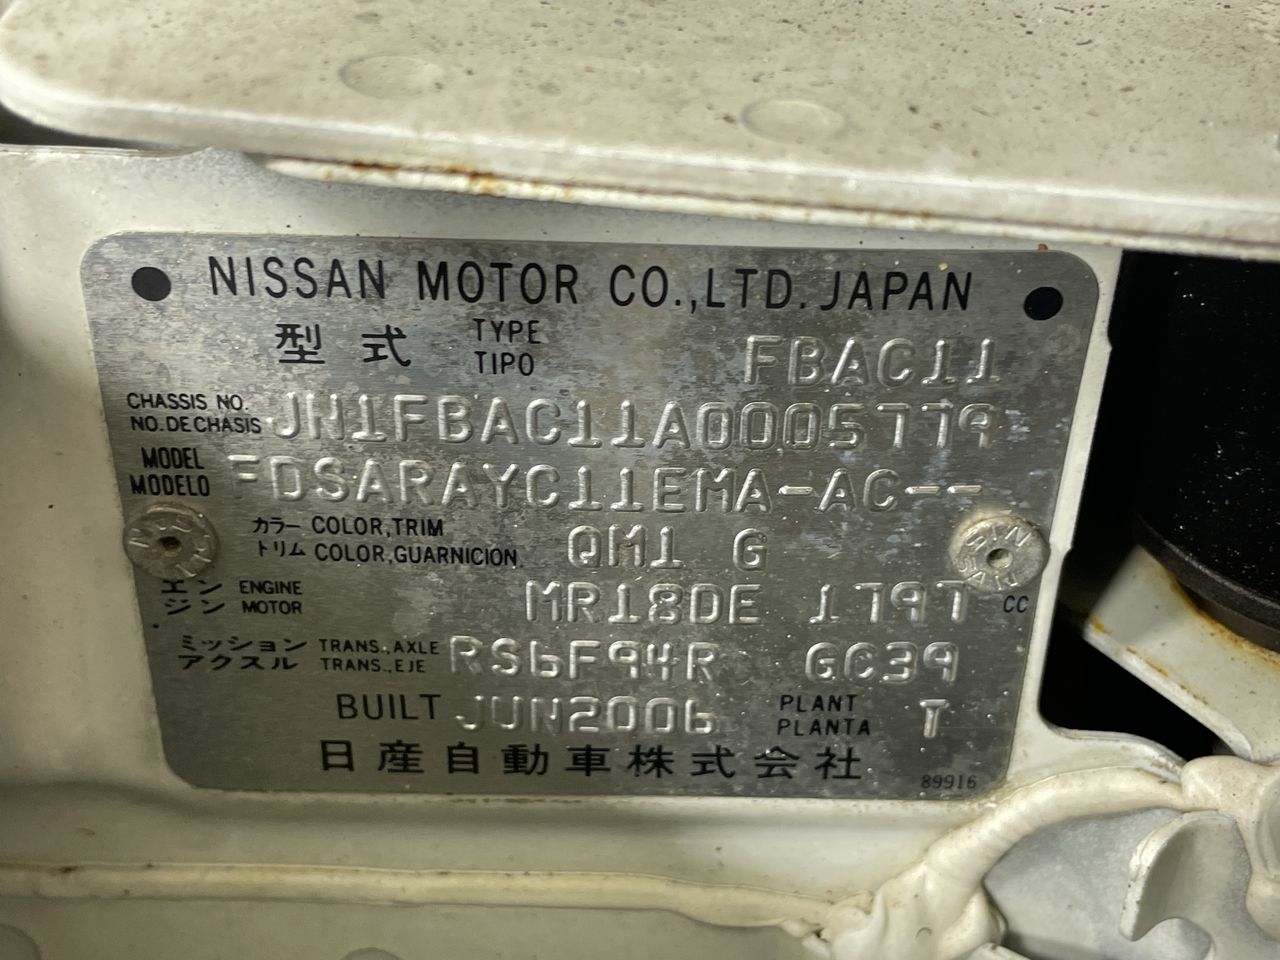 NISSAN MOTOR CO.,LTD. JAPAN
型式 TYPE TIPO FBAC11
CHASSIS NO. NO.DE CHASIS JN1FBAC11A0005779
MODEL MODELO FDSARAYC11EMA-AC--
カラー COLOR,TRIM
トリム COLOR,GUARNICION. QM1 G
エン ENGINE
ジン MOTOR MR18DE 1797 CC
ミッション TRANS.,AXLE
アクスル TRANS.,EJE RS6F94R GC39
BUILT JUN2006 PLANT PLANTA T
日産自動車株式会社 89916